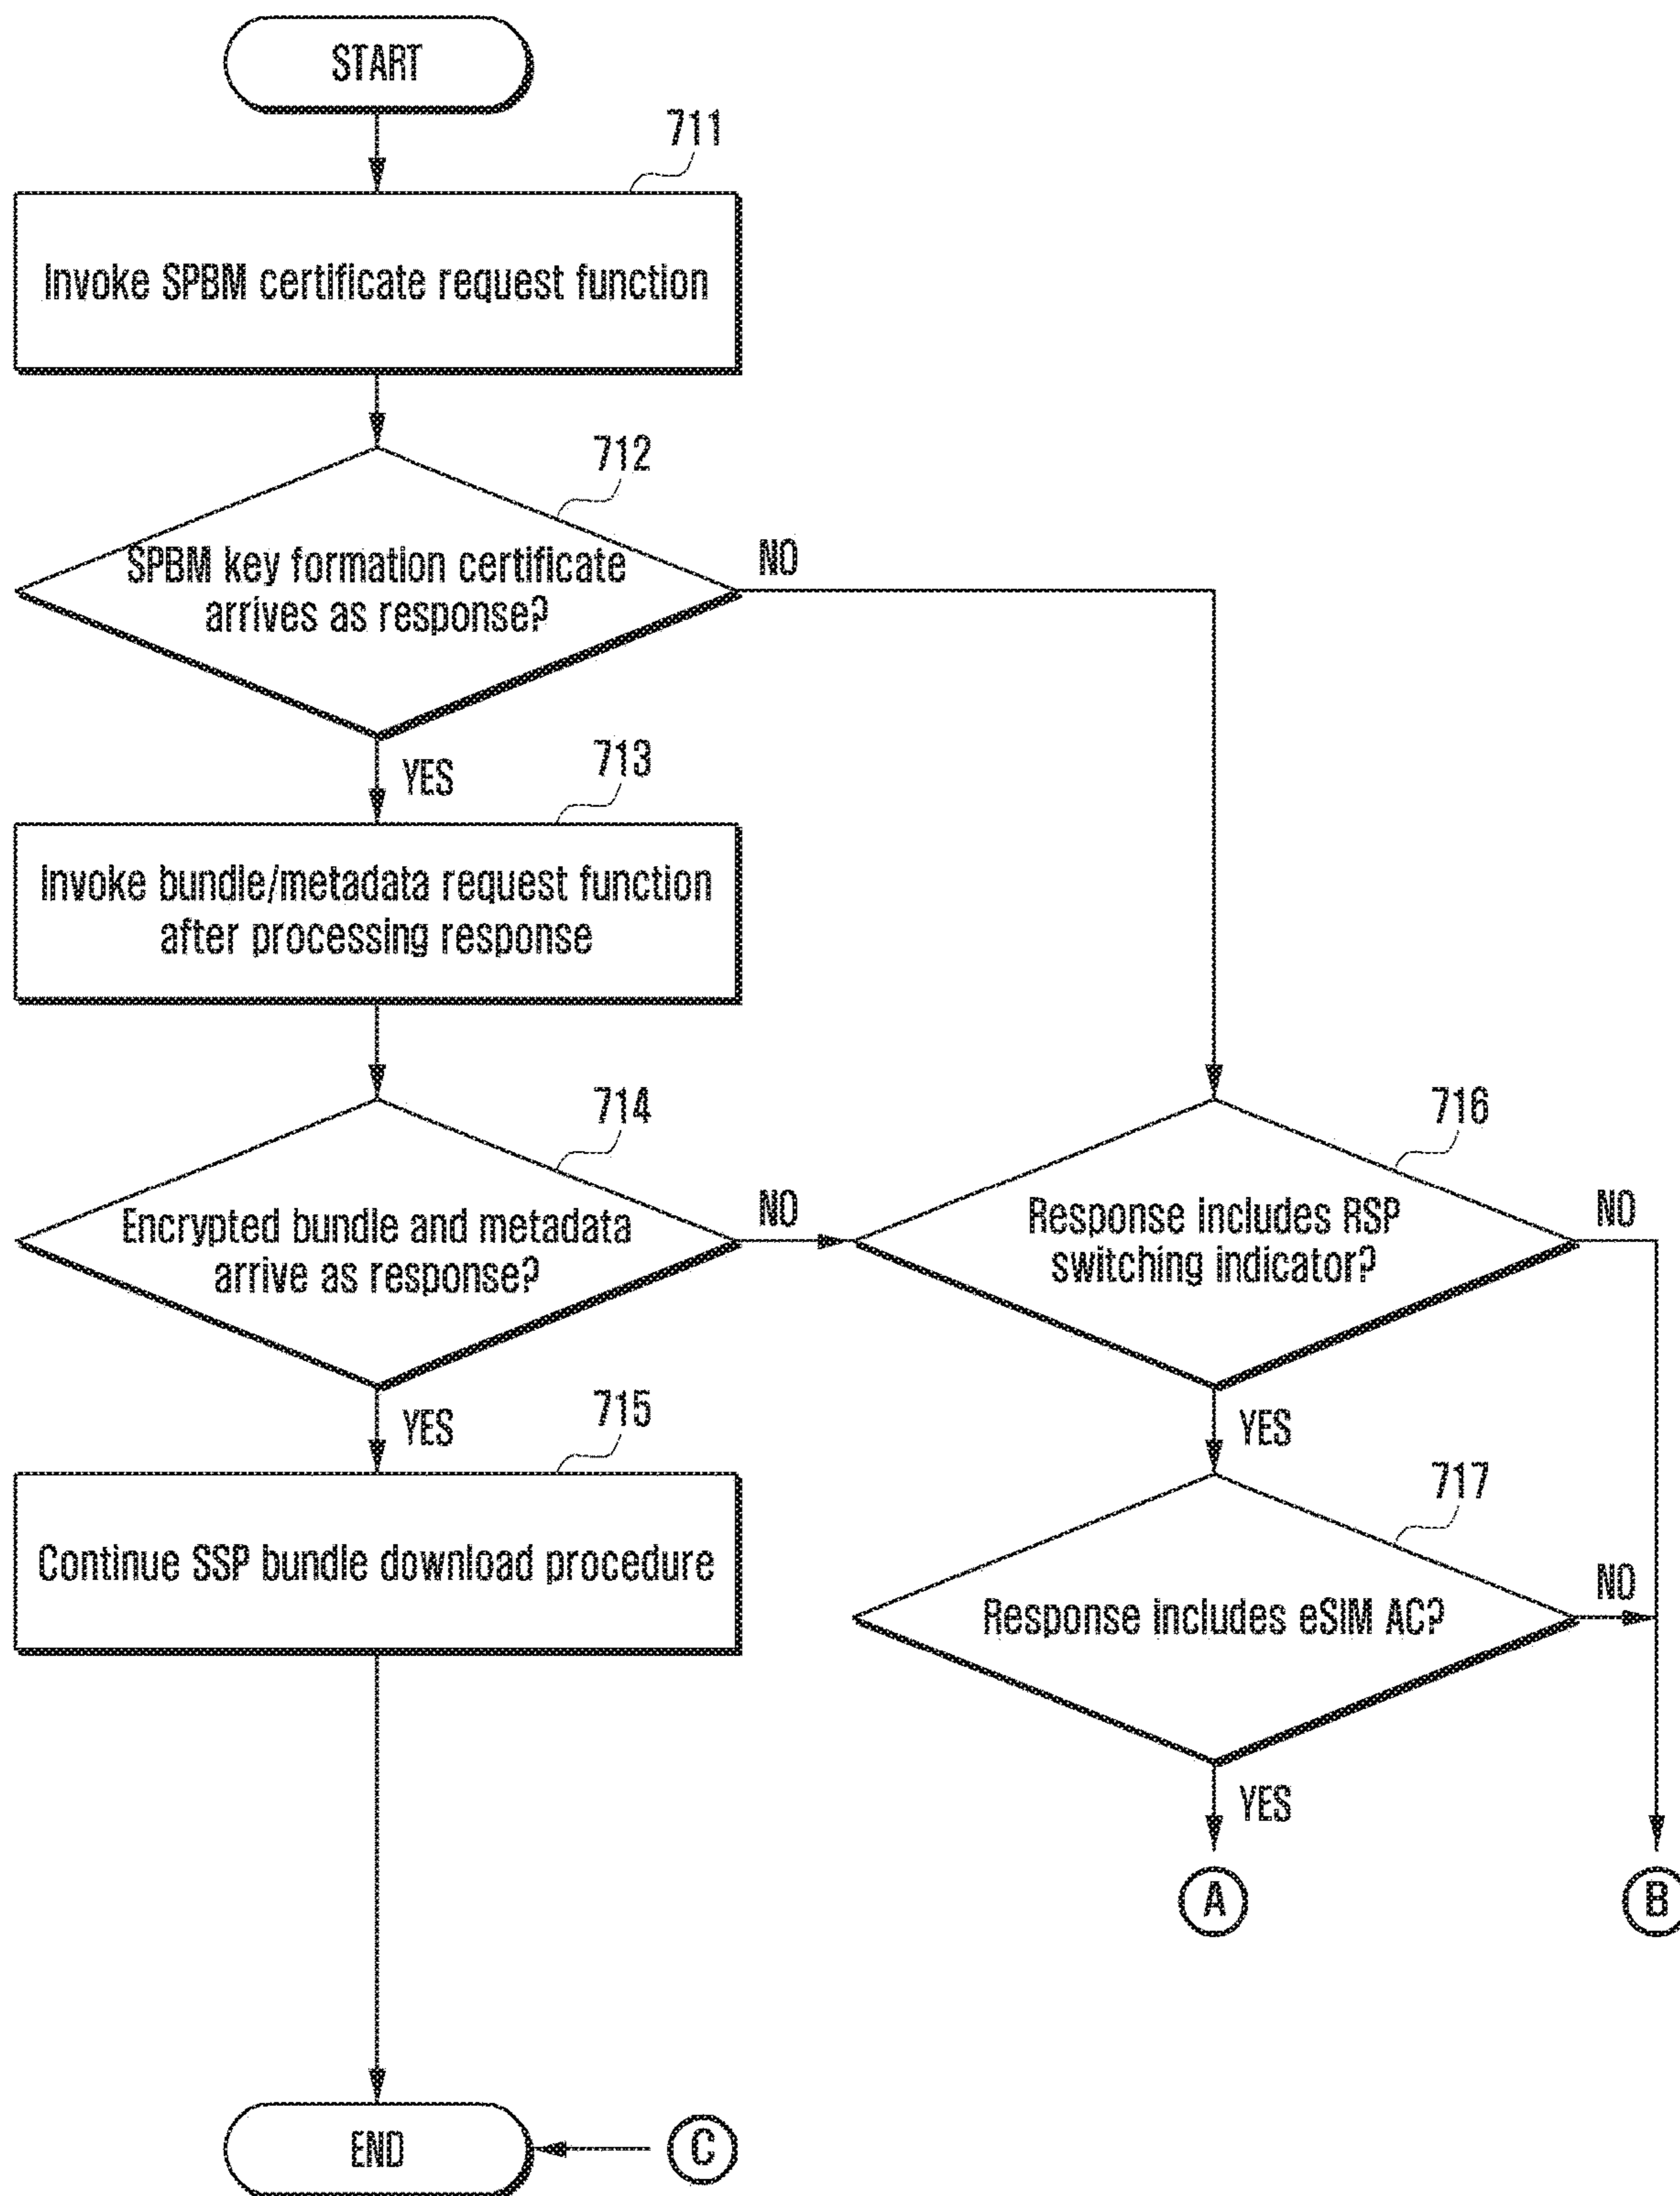 START
711
Invoke SPBM certificate request function
712
SPBM key formation certificate
arrives as response?
NO
YES
713
Invoke bundle/metadata request function
after processing response
714
Encrypted bundle and metadata
arrive as response?
NO
716
Response includes RSP
switching indicator?
NO
YES
715
Continue SSP bundle download procedure
YES
717
Response includes eSIM AC?
NO
YES
A
B
END
C